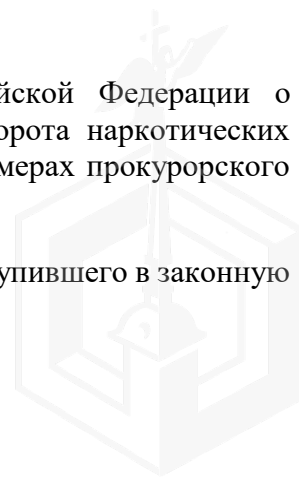 йской Федерации о
орота наркотических
мерах прокурорского
упившего в законную